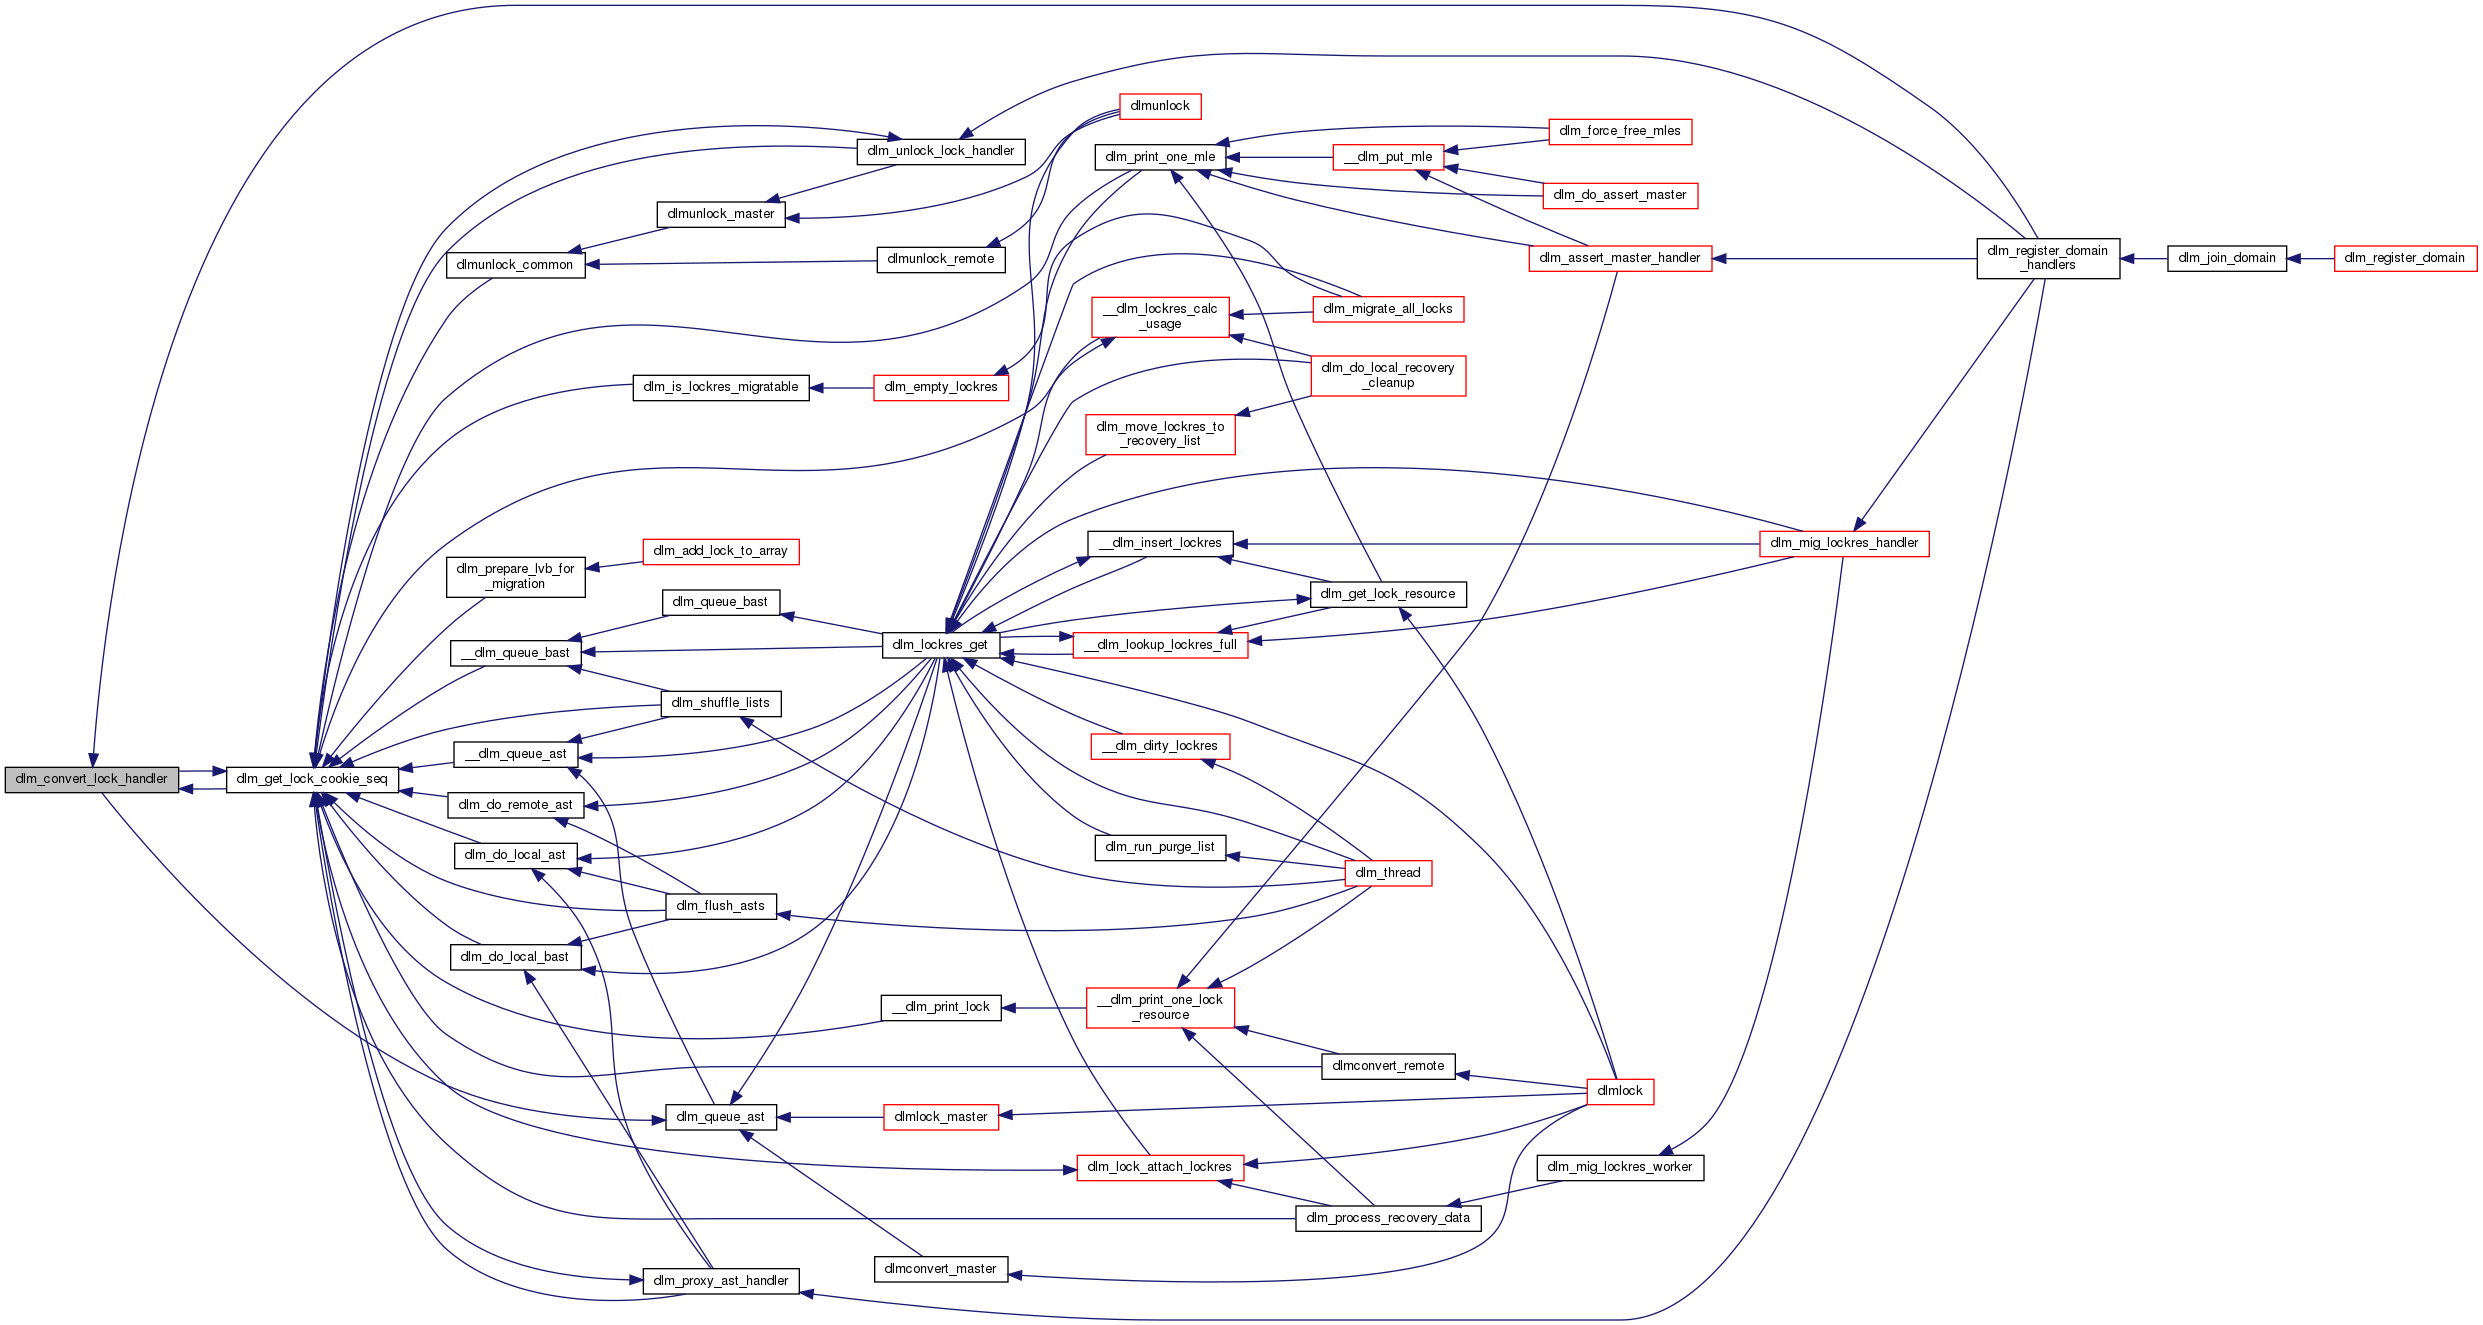 dlm_convert_lock_handler
dlm_get_lock_cookie_seq
dlmunlock_common
dlm_prepare_lvb_for
_migration
__dlm_queue_bast
__dlm_queue_ast
dlm_do_remote_ast
dlm_do_local_ast
dlm_do_local_bast
dlmunlock_master
dlm_is_lockres_migratable
dlm_add_lock_to_array
dlm_queue_bast
dlm_shuffle_lists
dlm_flush_asts
dlm_queue_ast
dlm_proxy_ast_handler
dlm_unlock_lock_handler
dlmunlock_remote
dlm_empty_lockres
dlm_lockres_get
__dlm_print_lock
dlmlock_master
dlmconvert_master
dlmunlock
dlm_print_one_mle
__dlm_lockres_calc
_usage
dlm_move_lockres_to
_recovery_list
__dlm_insert_lockres
__dlm_lookup_lockres_full
__dlm_dirty_lockres
dlm_run_purge_list
__dlm_print_one_lock
_resource
dlm_lock_attach_lockres
__dlm_put_mle
dlm_migrate_all_locks
dlm_do_local_recovery
_cleanup
dlm_get_lock_resource
dlm_thread
dlmconvert_remote
dlm_process_recovery_data
dlm_force_free_mles
dlm_do_assert_master
dlm_assert_master_handler
dlmlock
dlm_mig_lockres_worker
dlm_mig_lockres_handler
dlm_register_domain
_handlers
dlm_join_domain
dlm_register_domain